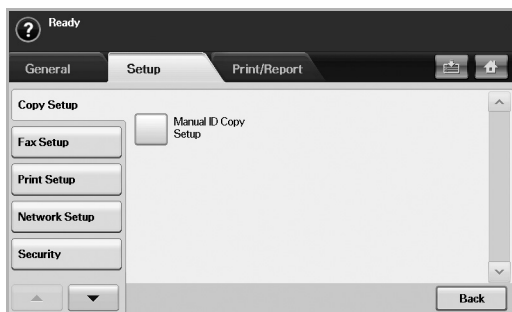 ? Ready
General Setup Print/Report
Copy Setup
Manual ID Copy
Setup
Fax Setup
Print Setup
Network Setup
Security
Back